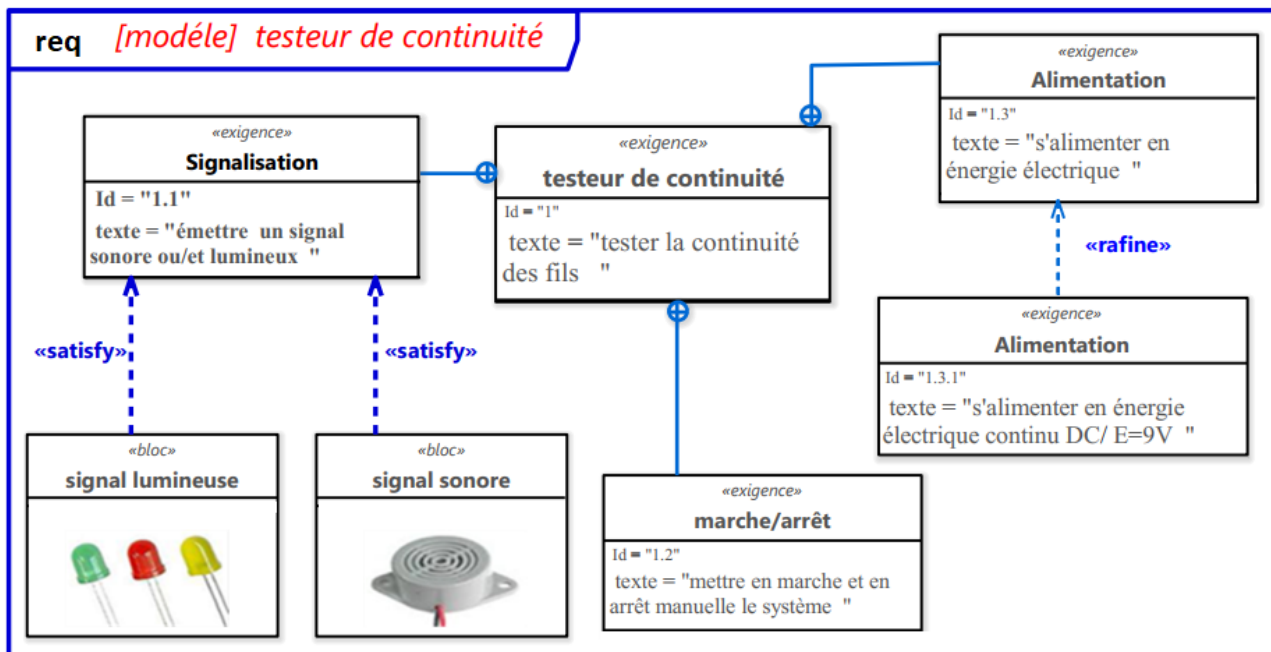 req [modéle] testeur de continuité
«exigence»
Alimentation
Id = "1.3"
texte = "s'alimenter en
énergie électrique "
«exigence»
Signalisation
Id = "1.1"
texte = "émettre un signal
sonore ou/et lumineux "
«exigence»
testeur de continuité
Id = "1"
texte = "tester la continuité
des fils "
«rafine»
«satisfy»
«satisfy»
«exigence»
Alimentation
Id = "1.3.1"
texte = "s'alimenter en énergie
électrique continu DC/ E=9V "
«bloc»
signal lumineuse
«bloc»
signal sonore
«exigence»
marche/arrêt
Id = "1.2"
texte = "mettre en marche et en
arrêt manuelle le système "